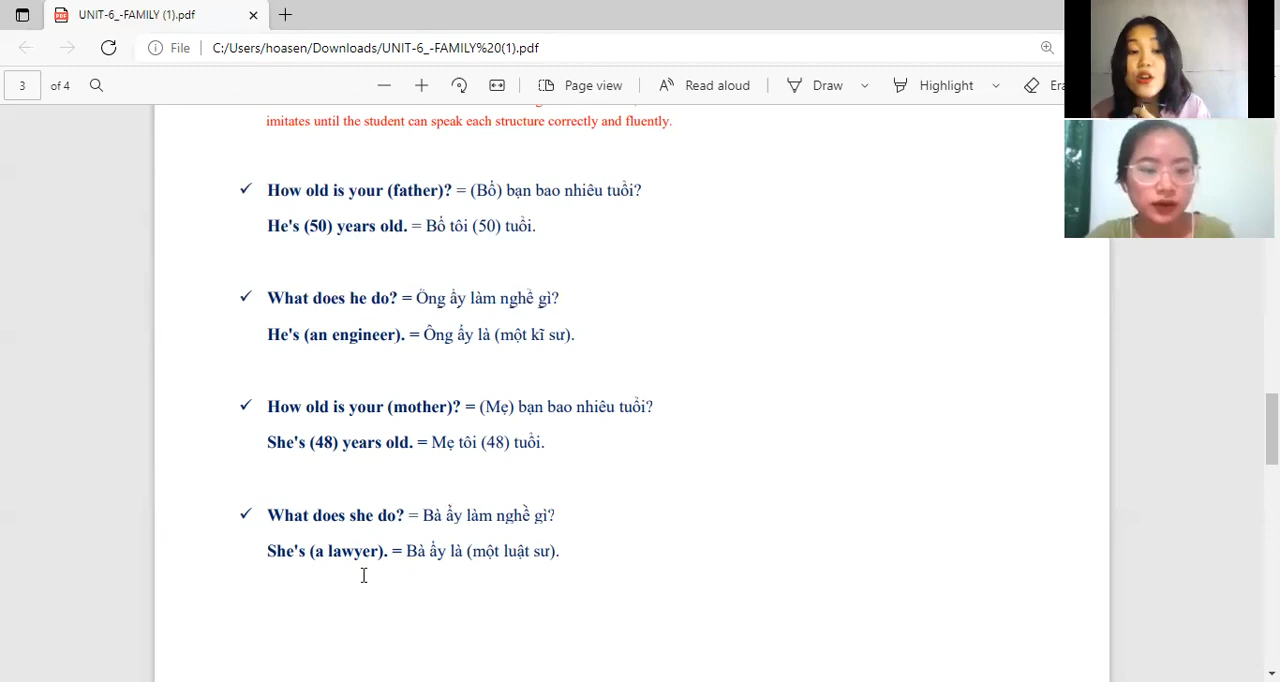 UNIT-6_-FAMILY (1).pdf
File C:/Users/hoasen/Downloads/UNIT-6_-FAMILY%20(1).pdf
3 of 4 Page view Read aloud Draw Highlight
imitates until the student can speak each structure correctly and fluently.
✓ How old is your (father)? = (Bố) bạn bao nhiêu tuổi?
He's (50) years old. = Bố tôi (50) tuổi.
✓ What does he do? = Ông ấy làm nghề gì?
He's (an engineer). = Ông ấy là (một kĩ sư).
✓ How old is your (mother)? = (Mẹ) bạn bao nhiêu tuổi?
She's (48) years old. = Mẹ tôi (48) tuổi.
✓ What does she do? = Bà ấy làm nghề gì?
She's (a lawyer). = Bà ấy là (một luật sư).